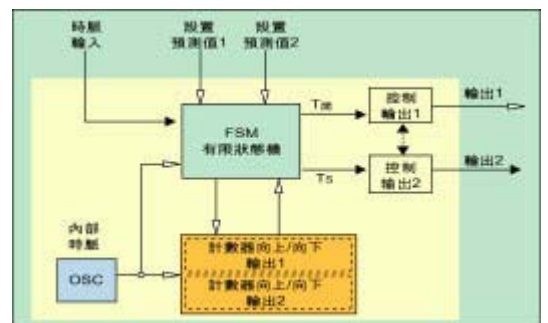 時脈
輸入
設置
預測值1
設置
預測值2
FSM
有限狀態機
控制
輸出1
輸出1
TS
控制
輸出2
輸出2
內部
時脈
OSC
計數器向上/向下
輸出1
計數器向上/向下
輸出2